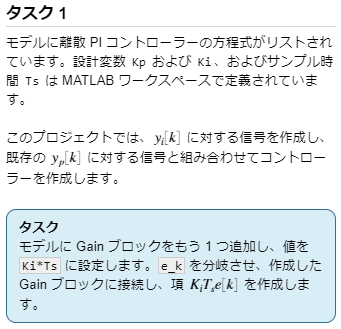 タスク 1
モデルに離散 PI コントローラーの方程式がリストされ
ています。設計変数 Kp および Ki、およびサンプル時
間 Ts は MATLAB ワークスペースで定義されていま
す。
このプロジェクトでは、 yᵢ[k] に対する信号を作成し、
既存の yₚ[k] に対する信号と組み合わせてコントロー
ラーを作成します。
タスク
モデルに Gain ブロックをもう 1 つ追加し、値を
Ki*Ts に設定します。 e_k を分岐させ、作成した
Gain ブロックに接続し、項 KᵢTₛe[k] を作成しま
す。